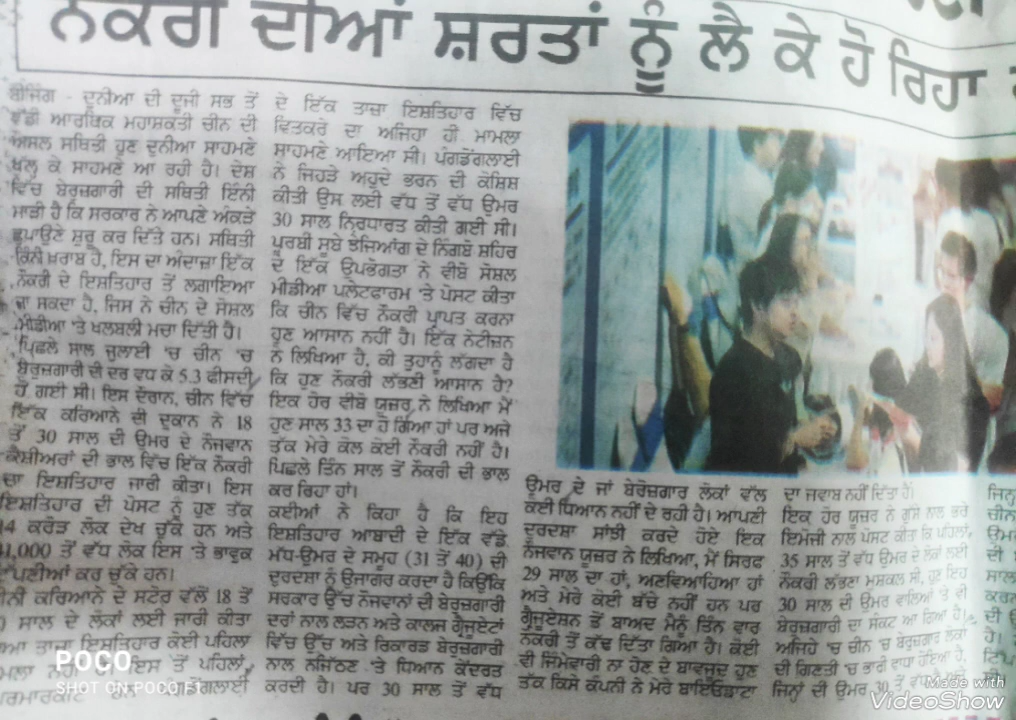 ਨੌਕਰੀ ਦੀਆਂ ਸ਼ਰਤਾਂ ਨੂੰ ਲੈ ਕੇ ਹੋ ਰਿਹਾ
ਬੀਜਿੰਗ - ਦੁਨੀਆ ਦੀ ਦੂਜੀ ਸਭ ਤੋਂ
ਵੱਡੀ ਆਰਥਿਕ ਮਹਾਸ਼ਕਤੀ ਚੀਨ ਦੀ
ਅਸਲ ਸਥਿਤੀ ਹੁਣ ਦੁਨੀਆ ਸਾਹਮਣੇ
ਖੁੱਲ੍ਹ ਕੇ ਸਾਹਮਣੇ ਆ ਰਹੀ ਹੈ। ਦੇਸ਼
ਵਿੱਚ ਬੇਰੁਜ਼ਗਾਰੀ ਦੀ ਸਥਿਤੀ ਇੰਨੀ
ਮਾੜੀ ਹੈ ਕਿ ਸਰਕਾਰ ਨੇ ਆਪਣੇ ਅੰਕੜੇ
ਛੁਪਾਉਣੇ ਸ਼ੁਰੂ ਕਰ ਦਿੱਤੇ ਹਨ। ਸਥਿਤੀ
ਕਿੰਨੀ ਖ਼ਰਾਬ ਹੈ, ਇਸ ਦਾ ਅੰਦਾਜ਼ਾ ਇੱਕ
ਨੌਕਰੀ ਦੇ ਇਸ਼ਤਿਹਾਰ ਤੋਂ ਲਗਾਇਆ
ਜਾ ਸਕਦਾ ਹੈ, ਜਿਸ ਨੇ ਚੀਨ ਦੇ ਸੋਸ਼ਲ
ਮੀਡੀਆ 'ਤੇ ਖਲਬਲੀ ਮਚਾ ਦਿੱਤੀ ਹੈ।
ਪਿਛਲੇ ਸਾਲ ਜੁਲਾਈ 'ਚ ਚੀਨ 'ਚ
ਬੇਰੁਜ਼ਗਾਰੀ ਦੀ ਦਰ ਵਧ ਕੇ 5.3 ਫੀਸਦੀ
ਹੋ ਗਈ ਸੀ। ਇਸ ਦੌਰਾਨ, ਚੀਨ ਵਿੱਚ
ਇੱਕ ਕਰਿਆਨੇ ਦੀ ਦੁਕਾਨ ਨੇ 18
ਤੋਂ 30 ਸਾਲ ਦੀ ਉਮਰ ਦੇ ਨੌਜਵਾਨ
ਕੈਸ਼ੀਅਰਾਂ ਦੀ ਭਾਲ ਵਿੱਚ ਇੱਕ ਨੌਕਰੀ
ਦਾ ਇਸ਼ਤਿਹਾਰ ਜਾਰੀ ਕੀਤਾ। ਇਸ
ਇਸ਼ਤਿਹਾਰ ਦੀ ਪੋਸਟ ਨੂੰ ਹੁਣ ਤੱਕ
ਕਰੋੜ ਲੋਕ ਦੇਖ ਚੁੱਕੇ ਹਨ ਅਤੇ
ਤੋਂ ਵੱਧ ਲੋਕ ਇਸ 'ਤੇ ਭਾਵੁਕ
ਟਿੱਪਣੀਆਂ ਕਰ ਚੁੱਕੇ ਹਨ।
ਕਰਿਆਨੇ ਦੇ ਸਟੋਰ ਵੱਲੋਂ 18 ਤੋਂ
ਸਾਲ ਦੇ ਲੋਕਾਂ ਲਈ ਜਾਰੀ ਕੀਤਾ
ਤਾਜ਼ਾ ਇਸ਼ਤਿਹਾਰ ਕੋਈ ਪਹਿਲਾ
ਇਸ ਤੋਂ ਪਹਿਲਾਂ,
ਦੇ ਇੱਕ ਤਾਜ਼ਾ ਇਸ਼ਤਿਹਾਰ ਵਿੱਚ
ਵਿਤਕਰੇ ਦਾ ਅਜਿਹਾ ਹੀ ਮਾਮਲਾ
ਸਾਹਮਣੇ ਆਇਆ ਸੀ। ਪੰਗਡੋਂਗਲਾਈ
ਨੇ ਜਿਹੜੇ ਅਹੁਦੇ ਭਰਨ ਦੀ ਕੋਸ਼ਿਸ਼
ਕੀਤੀ ਉਸ ਲਈ ਵੱਧ ਤੋਂ ਵੱਧ ਉਮਰ
30 ਸਾਲ ਨਿਰਧਾਰਤ ਕੀਤੀ ਗਈ ਸੀ।
ਪੂਰਬੀ ਸੂਬੇ ਝੇਜਿਆਂਗ ਦੇ ਨਿੰਗਬੋ ਸ਼ਹਿਰ
ਦੇ ਇੱਕ ਉਪਭੋਗਤਾ ਨੇ ਵੀਬੋ ਸੋਸ਼ਲ
ਮੀਡੀਆ ਪਲੇਟਫਾਰਮ 'ਤੇ ਪੋਸਟ ਕੀਤਾ
ਕਿ ਚੀਨ ਵਿੱਚ ਨੌਕਰੀ ਪ੍ਰਾਪਤ ਕਰਨਾ
ਹੁਣ ਆਸਾਨ ਨਹੀਂ ਹੈ। ਇੱਕ ਨੇਟੀਜ਼ਨ
ਨੇ ਲਿਖਿਆ ਹੈ, ਕੀ ਤੁਹਾਨੂੰ ਲੱਗਦਾ ਹੈ
ਕਿ ਹੁਣ ਨੌਕਰੀ ਲੱਭਣੀ ਆਸਾਨ ਹੈ?
ਇਕ ਹੋਰ ਵੀਬੋ ਯੂਜ਼ਰ ਨੇ ਲਿਖਿਆ ਮੈਂ
ਹੁਣ ਸਾਲ 33 ਦਾ ਹੋ ਗਿਆ ਹਾਂ ਪਰ ਅਜੇ
ਤੱਕ ਮੇਰੇ ਕੋਲ ਕੋਈ ਨੌਕਰੀ ਨਹੀਂ ਹੈ।
ਪਿਛਲੇ ਤਿੰਨ ਸਾਲ ਤੋਂ ਨੌਕਰੀ ਦੀ ਭਾਲ
ਕਰ ਰਿਹਾ ਹਾਂ।
ਕਈਆਂ ਨੇ ਕਿਹਾ ਹੈ ਕਿ ਇਹ
ਇਸ਼ਤਿਹਾਰ ਆਬਾਦੀ ਦੇ ਇੱਕ ਵੱਡੇ
ਮੱਧ-ਉਮਰ ਦੇ ਸਮੂਹ (31 ਤੋਂ 40) ਦੀ
ਦੁਰਦਸ਼ਾ ਨੂੰ ਉਜਾਗਰ ਕਰਦਾ ਹੈ ਕਿਉਂਕਿ
ਸਰਕਾਰ ਉੱਚ ਨੌਜਵਾਨਾਂ ਦੀ ਬੇਰੁਜ਼ਗਾਰੀ
ਦਰਾਂ ਨਾਲ ਲੜਨ ਅਤੇ ਕਾਲਜ ਗ੍ਰੈਜੂਏਟਾਂ
ਵਿੱਚ ਉੱਚ ਅਤੇ ਰਿਕਾਰਡ ਬੇਰੁਜ਼ਗਾਰੀ
ਨਾਲ ਨਜਿੱਠਣ 'ਤੇ ਧਿਆਨ ਕੇਂਦਰਤ
ਕਰਦੀ ਹੈ। ਪਰ 30 ਸਾਲ ਤੋਂ ਵੱਧ
ਉਮਰ ਦੇ ਜਾਂ ਬੇਰੋਜ਼ਗਾਰ ਲੋਕਾਂ ਵੱਲ
ਕੋਈ ਧਿਆਨ ਨਹੀਂ ਦੇ ਰਹੀ ਹੈ। ਆਪਣੀ
ਦੁਰਦਸ਼ਾ ਸਾਂਝੀ ਕਰਦੇ ਹੋਏ ਇਕ
ਨੌਜਵਾਨ ਯੂਜ਼ਰ ਨੇ ਲਿਖਿਆ, ਮੈਂ ਸਿਰਫ
29 ਸਾਲ ਦਾ ਹਾਂ, ਅਣਵਿਆਹਿਆ ਹਾਂ
ਅਤੇ ਮੇਰੇ ਕੋਈ ਬੱਚੇ ਨਹੀਂ ਹਨ ਪਰ
ਗ੍ਰੈਜੂਏਸ਼ਨ ਤੋਂ ਬਾਅਦ ਮੈਨੂੰ ਤਿੰਨ ਵਾਰ
ਨੌਕਰੀ ਤੋਂ ਕੱਢ ਦਿੱਤਾ ਗਿਆ ਹੈ। ਕੋਈ
ਵੀ ਜਿੰਮੇਵਾਰੀ ਨਾ ਹੋਣ ਦੇ ਬਾਵਜੂਦ ਹੁਣ
ਤੱਕ ਕਿਸੇ ਕੰਪਨੀ ਨੇ ਮੇਰੇ ਬਾਇਓਡਾਟਾ
ਦਾ ਜਵਾਬ ਨਹੀਂ ਦਿੱਤਾ ਹੈ।
ਇਕ ਹੋਰ ਯੂਜ਼ਰ ਨੇ ਗੁੱਸੇ ਨਾਲ ਭਰੇ
ਇਮੋਜੀ ਨਾਲ ਪੋਸਟ ਕੀਤਾ ਕਿ ਪਹਿਲਾਂ,
35 ਸਾਲ ਤੋਂ ਵੱਧ ਉਮਰ ਦੇ ਲੋਕਾਂ ਲਈ
ਨੌਕਰੀ ਲੱਭਣਾ ਮੁਸ਼ਕਲ ਸੀ, ਹੁਣ ਇਹ
30 ਸਾਲ ਦੀ ਉਮਰ ਵਾਲਿਆਂ 'ਤੇ ਵੀ
ਬੇਰੁਜ਼ਗਾਰੀ ਦਾ ਸੰਕਟ ਆ ਗਿਆ ਹੈ।
ਅਜਿਹੇ 'ਚ ਚੀਨ 'ਚ ਬੇਰੁਜ਼ਗਾਰ ਲੋਕਾਂ
ਦੀ ਗਿਣਤੀ 'ਚ ਭਾਰੀ ਵਾਧਾ ਹੋਇਆ ਹੈ,
ਜਿਨ੍ਹਾਂ ਦੀ ਉਮਰ 30 ਤੋਂ ਵੱਧ
POCO
SHOT ON POCO F1
Made with
VideoShow